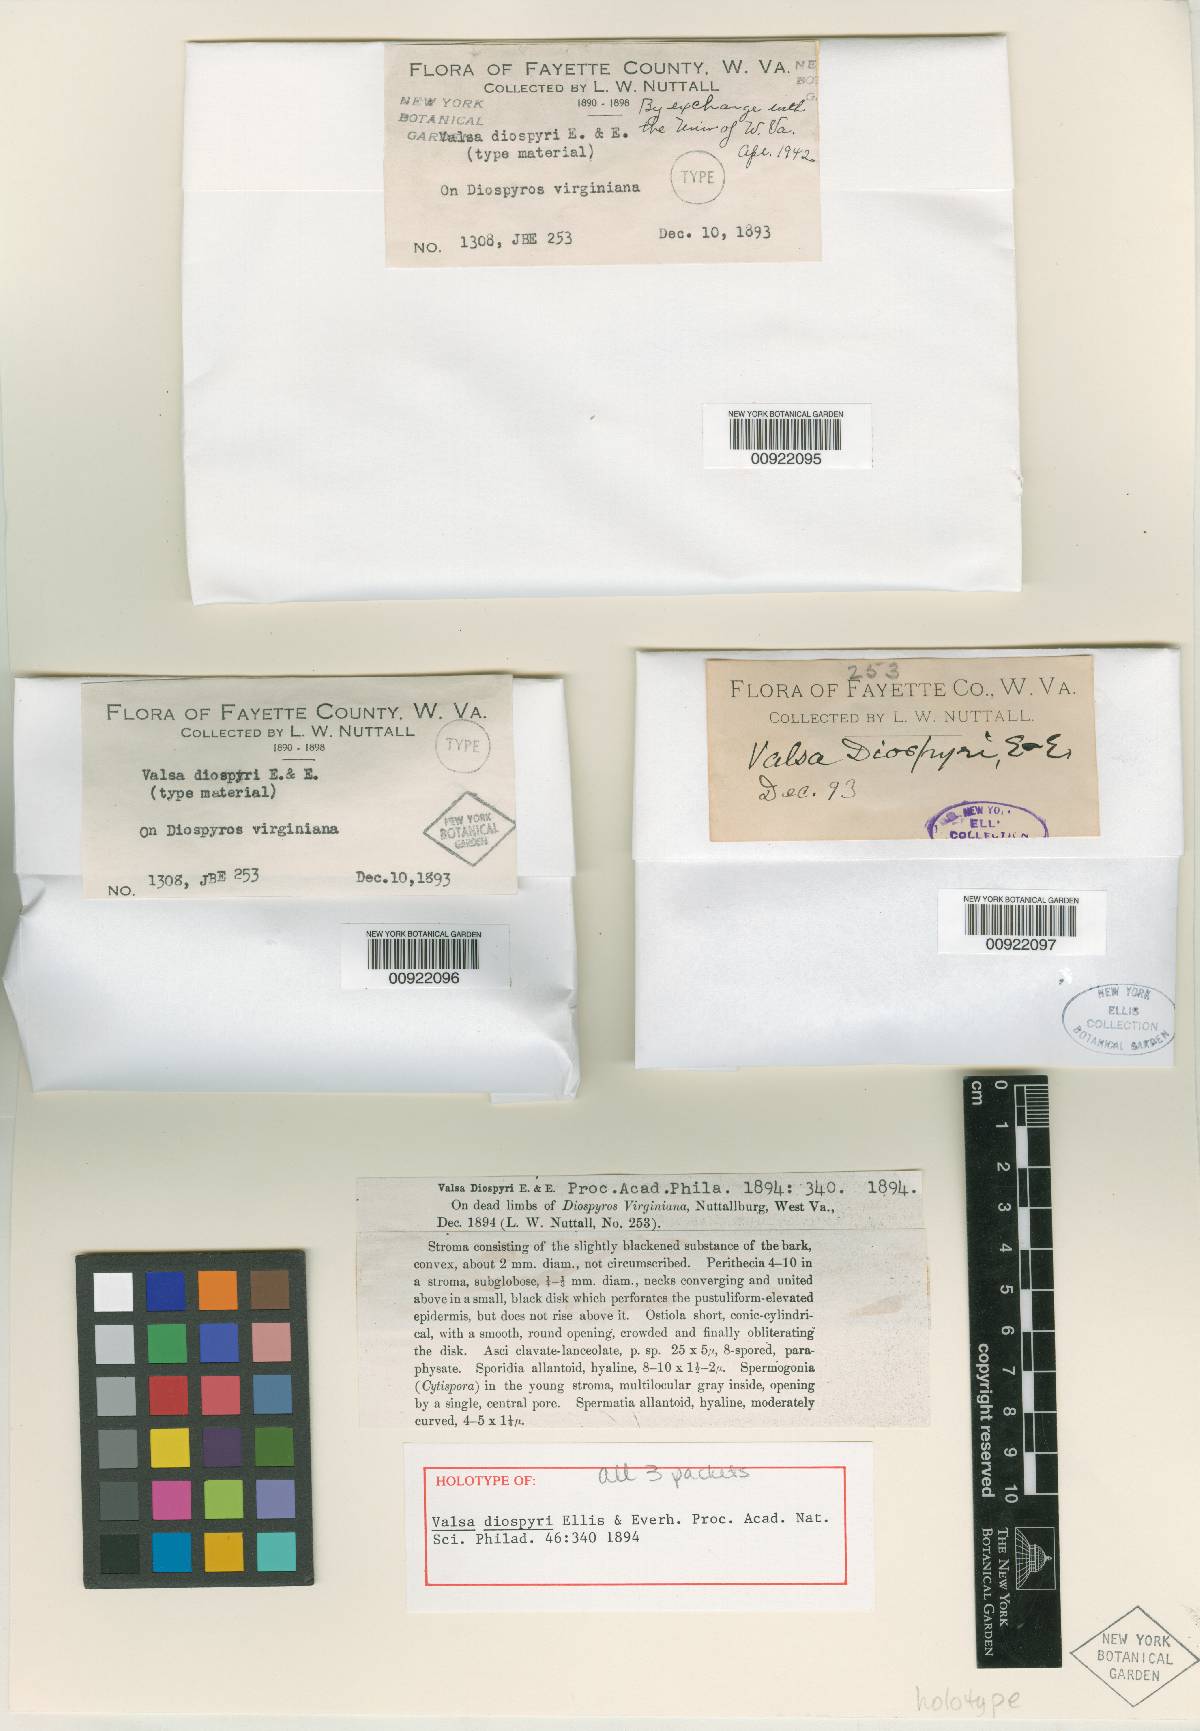 FLORA OF FAYETTE COUNTY, W. VA.
COLLECTED BY L. W. NUTTALL
1890 - 1898
By exchange with
the Univ of W. Va.
Apr. 1942
NEW YORK
BOTANICAL
GARDEN
Valsa diospyri E. & E.
(type material)
TYPE
On Diospyros virginiana
NO. 1308, JBE 253 Dec. 10, 1893
NEW YORK BOTANICAL GARDEN
00922095
FLORA OF FAYETTE COUNTY, W. VA.
COLLECTED BY L. W. NUTTALL
1890 - 1898
TYPE
Valsa diospyri E. & E.
(type material)
On Diospyros virginiana
NEW YORK
BOTANICAL
GARDEN
NO. 1308, JBE 253 Dec.10,1893
NEW YORK BOTANICAL GARDEN
00922096
253
FLORA OF FAYETTE CO., W. VA.
COLLECTED BY L. W. NUTTALL.
Valsa Diospyri, E & E,
Dec. 93
NEW YO
ELL
COLLECTION
NEW YORK BOTANICAL GARDEN
00922097
NEW YORK
ELLIS
COLLECTION
BOTANICAL GARDEN
Valsa Diospyri E. & E. Proc.Acad.Phila. 1894: 340. 1894.
On dead limbs of Diospyros Virginiana, Nuttallburg, West Va.,
Dec. 1894 (L. W. Nuttall, No. 253).
Stroma consisting of the slightly blackened substance of the bark,
convex, about 2 mm. diam., not circumscribed. Perithecia 4–10 in
a stroma, subglobose, mm. diam., necks converging and united
above in a small, black disk which perforates the pustuliform-elevated
epidermis, but does not rise above it. Ostiola short, conic-cylindri-
cal, with a smooth, round opening, crowded and finally obliterating
the disk. Asci clavate-lanceolate, p. sp. 25 x 5µ, 8-spored, para-
physate. Sporidia allantoid, hyaline, 8–10 x 1½–2µ. Spermogonia
(Cytispora) in the young stroma, multilocular gray inside, opening
by a single, central pore. Spermatia allantoid, hyaline, moderately
curved, 4–5 x 1¼µ.
HOLOTYPE OF: all 3 packets
Valsa diospyri Ellis & Everh. Proc. Acad. Nat.
Sci. Philad. 46:340 1894
0 1 2 3 4 5 6 7 8 9 10
cm
copyright reserved
THE NEW YORK
BOTANICAL GARDEN
NEW YORK
BOTANICAL
GARDEN
holotype